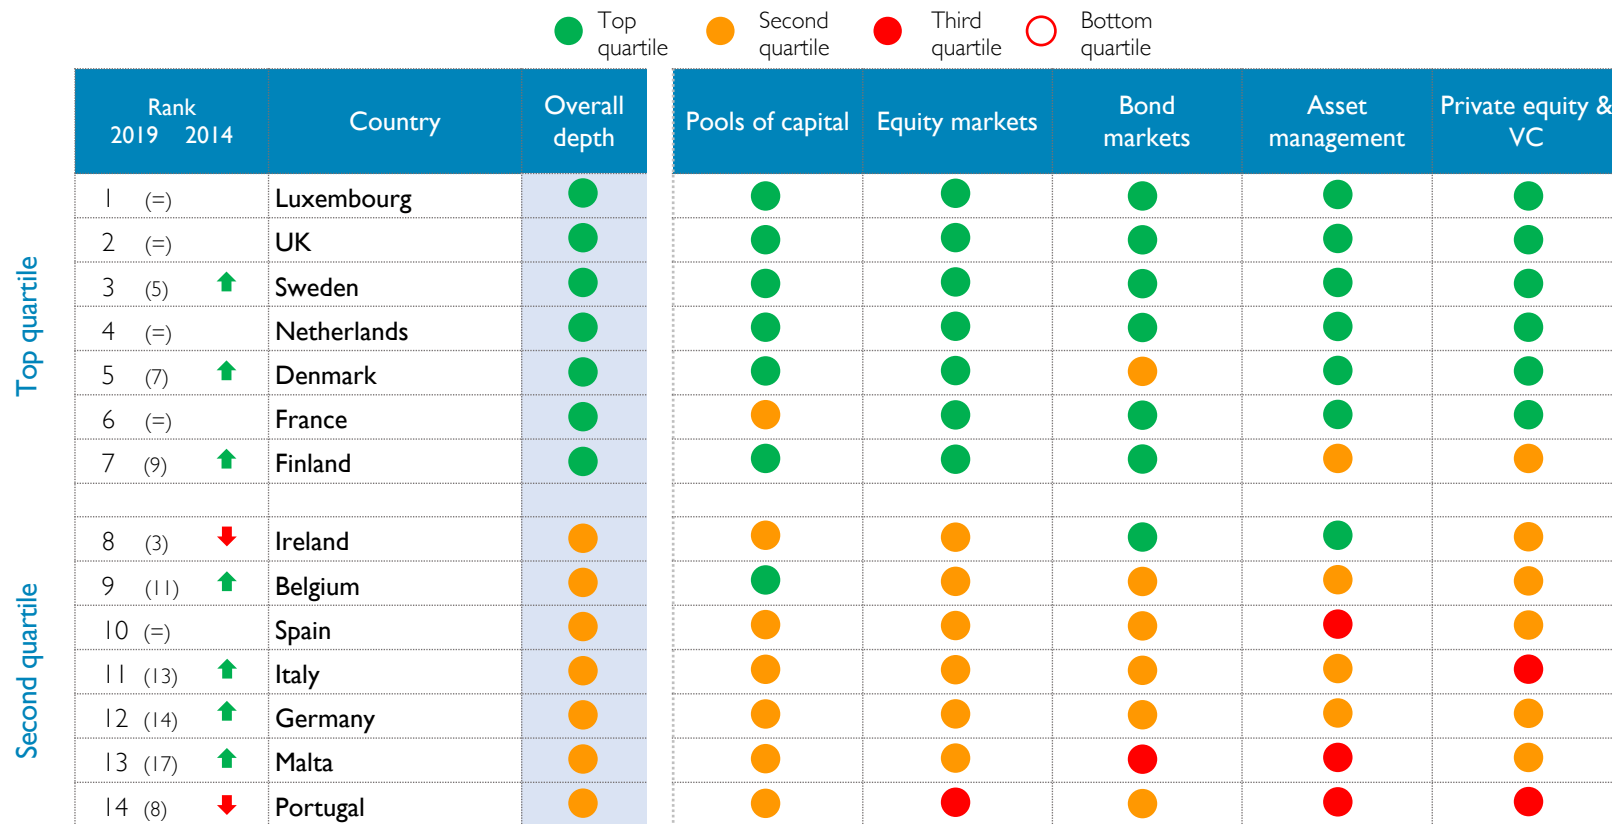 Top quartile
Second quartile
Third quartile
Bottom quartile
Rank
2019 2014
Country
Overall depth
Pools of capital
Equity markets
Bond markets
Asset management
Private equity & VC
Top quartile
1 (=) Luxembourg
2 (=) UK
3 (5) Sweden
4 (=) Netherlands
5 (7) Denmark
6 (=) France
7 (9) Finland
Second quartile
8 (3) Ireland
9 (11) Belgium
10 (=) Spain
11 (13) Italy
12 (14) Germany
13 (17) Malta
14 (8) Portugal